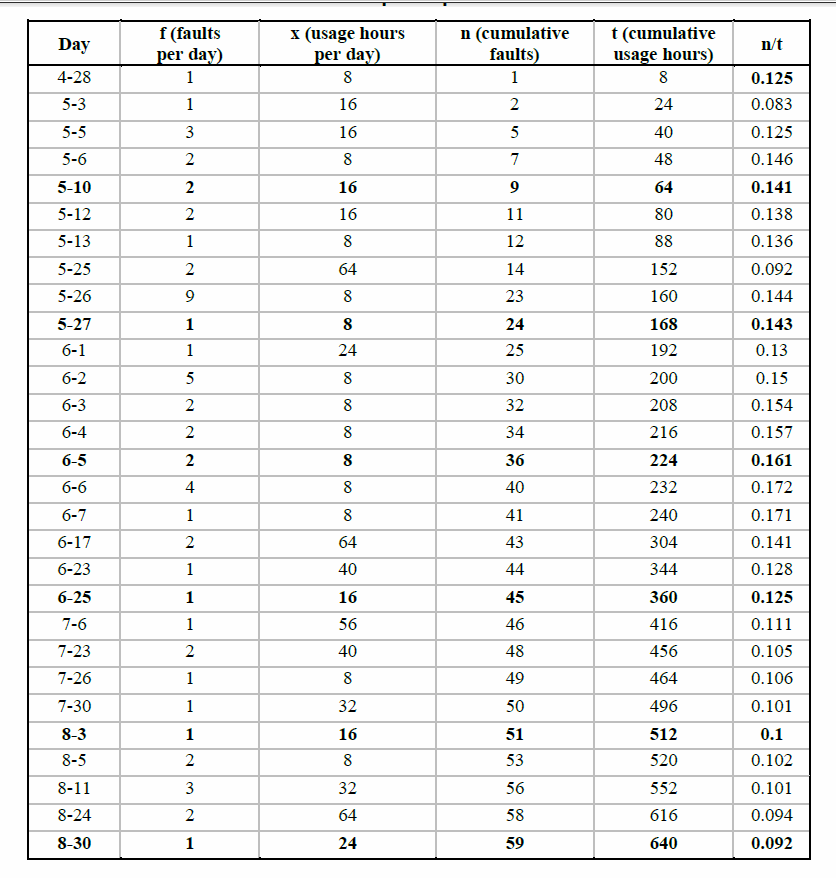 Day f (faults per day) x (usage hours per day) n (cumulative faults) t (cumulative usage hours) n/t
4-28 1 8 1 8 0.125
5-3 1 16 2 24 0.083
5-5 3 16 5 40 0.125
5-6 2 8 7 48 0.146
5-10 2 16 9 64 0.141
5-12 2 16 11 80 0.138
5-13 1 8 12 88 0.136
5-25 2 64 14 152 0.092
5-26 9 8 23 160 0.144
5-27 1 8 24 168 0.143
6-1 1 24 25 192 0.13
6-2 5 8 30 200 0.15
6-3 2 8 32 208 0.154
6-4 2 8 34 216 0.157
6-5 2 8 36 224 0.161
6-6 4 8 40 232 0.172
6-7 1 8 41 240 0.171
6-17 2 64 43 304 0.141
6-23 1 40 44 344 0.128
6-25 1 16 45 360 0.125
7-6 1 56 46 416 0.111
7-23 2 40 48 456 0.105
7-26 1 8 49 464 0.106
7-30 1 32 50 496 0.101
8-3 1 16 51 512 0.1
8-5 2 8 53 520 0.102
8-11 3 32 56 552 0.101
8-24 2 64 58 616 0.094
8-30 1 24 59 640 0.092